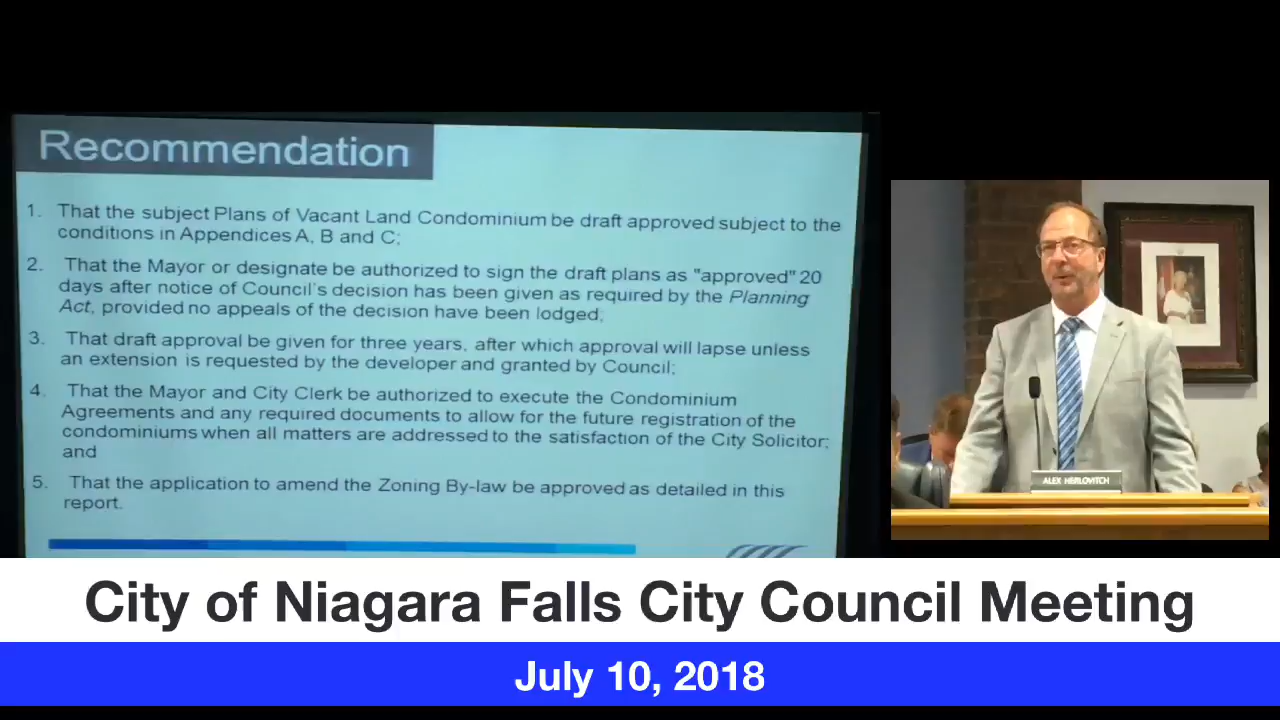 Recommendation
1. That the subject Plans of Vacant Land Condominium be draft approved subject to the
conditions in Appendices A, B and C;
2. That the Mayor or designate be authorized to sign the draft plans as "approved" 20
days after notice of Council's decision has been given as required by the Planning
Act, provided no appeals of the decision have been lodged;
3. That draft approval be given for three years, after which approval will lapse unless
an extension is requested by the developer and granted by Council;
4. That the Mayor and City Clerk be authorized to execute the Condominium
Agreements and any required documents to allow for the future registration of the
condominiums when all matters are addressed to the satisfaction of the City Solicitor;
and
5. That the application to amend the Zoning By-law be approved as detailed in this
report.
ALEX HERLOVITCH
City of Niagara Falls City Council Meeting
July 10, 2018